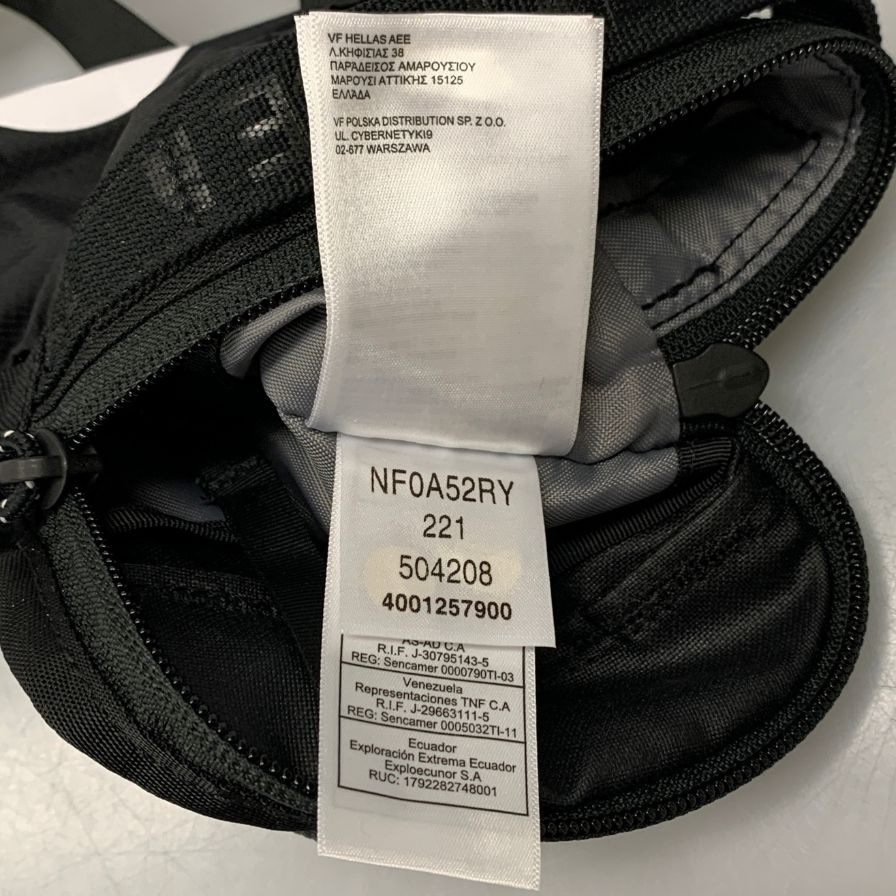 VF HELLAS AEE
Λ.ΚΗΦΙΣΙΑΣ 38
ΠΑΡΑΔΕΙΣΟΣ ΑΜΑΡΟΥΣΙΟΥ
ΜΑΡΟΥΣΙ ΑΤΤΙΚΗΣ 15125
ΕΛΛΑΔΑ
VF POLSKA DISTRIBUTION SP. Z O.O.
UL. CYBERNETYKI9
02-677 WARSZAWA
NF0A52RY
221
504208
4001257900
AS-AD C.A
R.I.F. J-30795143-5
REG: Sencamer 0000790TI-03
Venezuela
Representaciones TNF C.A
R.I.F. J-29663111-5
REG: Sencamer 0005032TI-11
Ecuador
Exploración Extrema Ecuador
Exploecunor S.A
RUC: 1792282748001